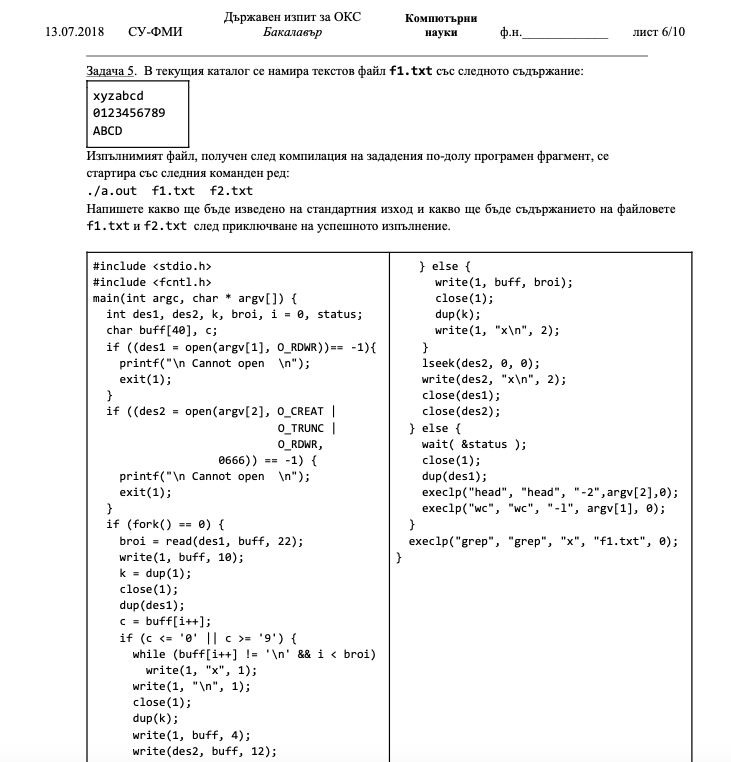 13.07.2018 СУ-ФМИ Държавен изпит за ОКС Бакалавър Компютърни науки ф.н.______________ лист 6/10
Задача 5. В текущия каталог се намира текстов файл f1.txt със следното съдържание:
xyzabcd
0123456789
ABCD
Изпълнимият файл, получен след компилация на зададения по-долу програмен фрагмент, се
стартира със следния команден ред:
./a.out f1.txt f2.txt
Напишете какво ще бъде изведено на стандартния изход и какво ще бъде съдържанието на файловете
f1.txt и f2.txt след приключване на успешното изпълнение.
#include <stdio.h>
#include <fcntl.h>
main(int argc, char * argv[]) {
int des1, des2, k, broi, i = 0, status;
char buff[40], c;
if ((des1 = open(argv[1], O_RDWR))== -1){
printf("\n Cannot open \n");
exit(1);
}
if ((des2 = open(argv[2], O_CREAT |
O_TRUNC |
O_RDWR,
0666)) == -1) {
printf("\n Cannot open \n");
exit(1);
}
if (fork() == 0) {
broi = read(des1, buff, 22);
write(1, buff, 10);
k = dup(1);
close(1);
dup(des1);
c = buff[i++];
if (c <= '0' || c >= '9') {
while (buff[i++] != '\n' && i < broi)
write(1, "x", 1);
write(1, "\n", 1);
close(1);
dup(k);
write(1, buff, 4);
write(des2, buff, 12);
} else {
write(1, buff, broi);
close(1);
dup(k);
write(1, "x\n", 2);
}
lseek(des2, 0, 0);
write(des2, "x\n", 2);
close(des1);
close(des2);
} else {
wait( &status );
close(1);
dup(des1);
execlp("head", "head", "-2",argv[2],0);
execlp("wc", "wc", "-l", argv[1], 0);
}
execlp("grep", "grep", "x", "f1.txt", 0);
}